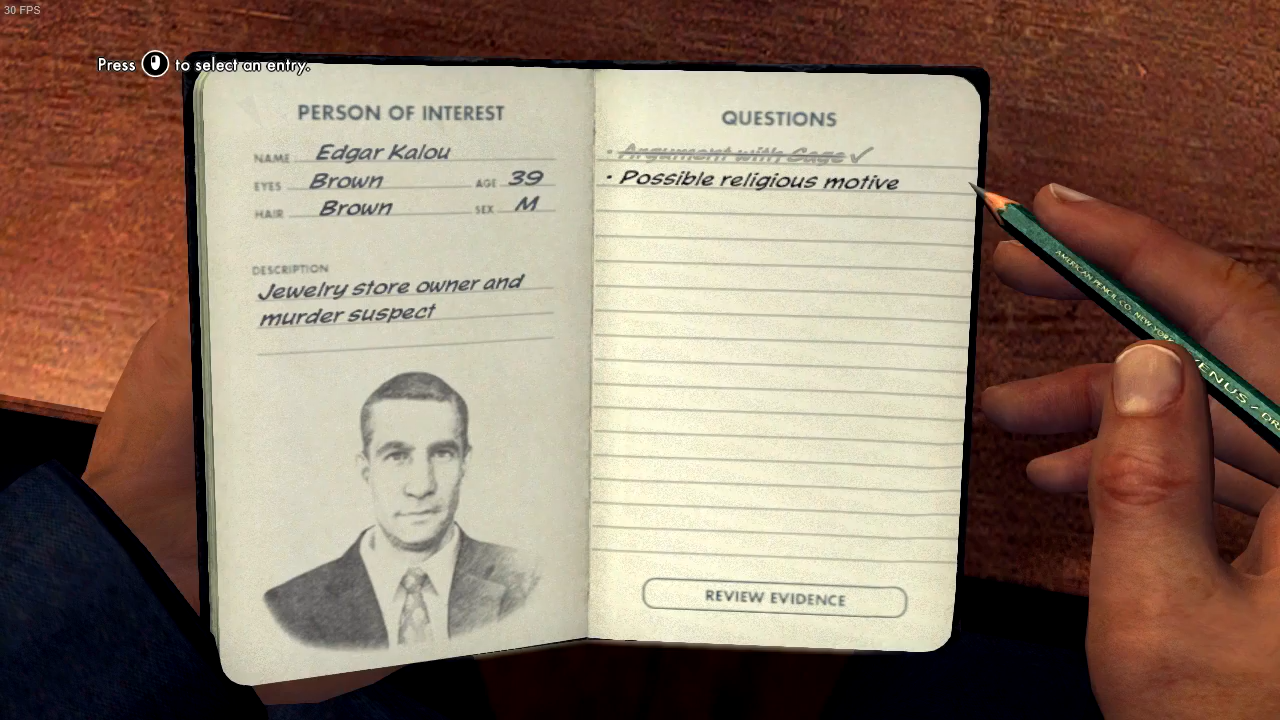 30 FPS
Press to select an entry.
PERSON OF INTEREST
NAME Edgar Kalou
EYES Brown AGE 39
HAIR Brown SEX M
DESCRIPTION
Jewelry store owner and
murder suspect
QUESTIONS
· Argument with Gage ✓
· Possible religious motive
REVIEW EVIDENCE
AMERICAN PENCIL CO. NEW YORK
VENUS / DR